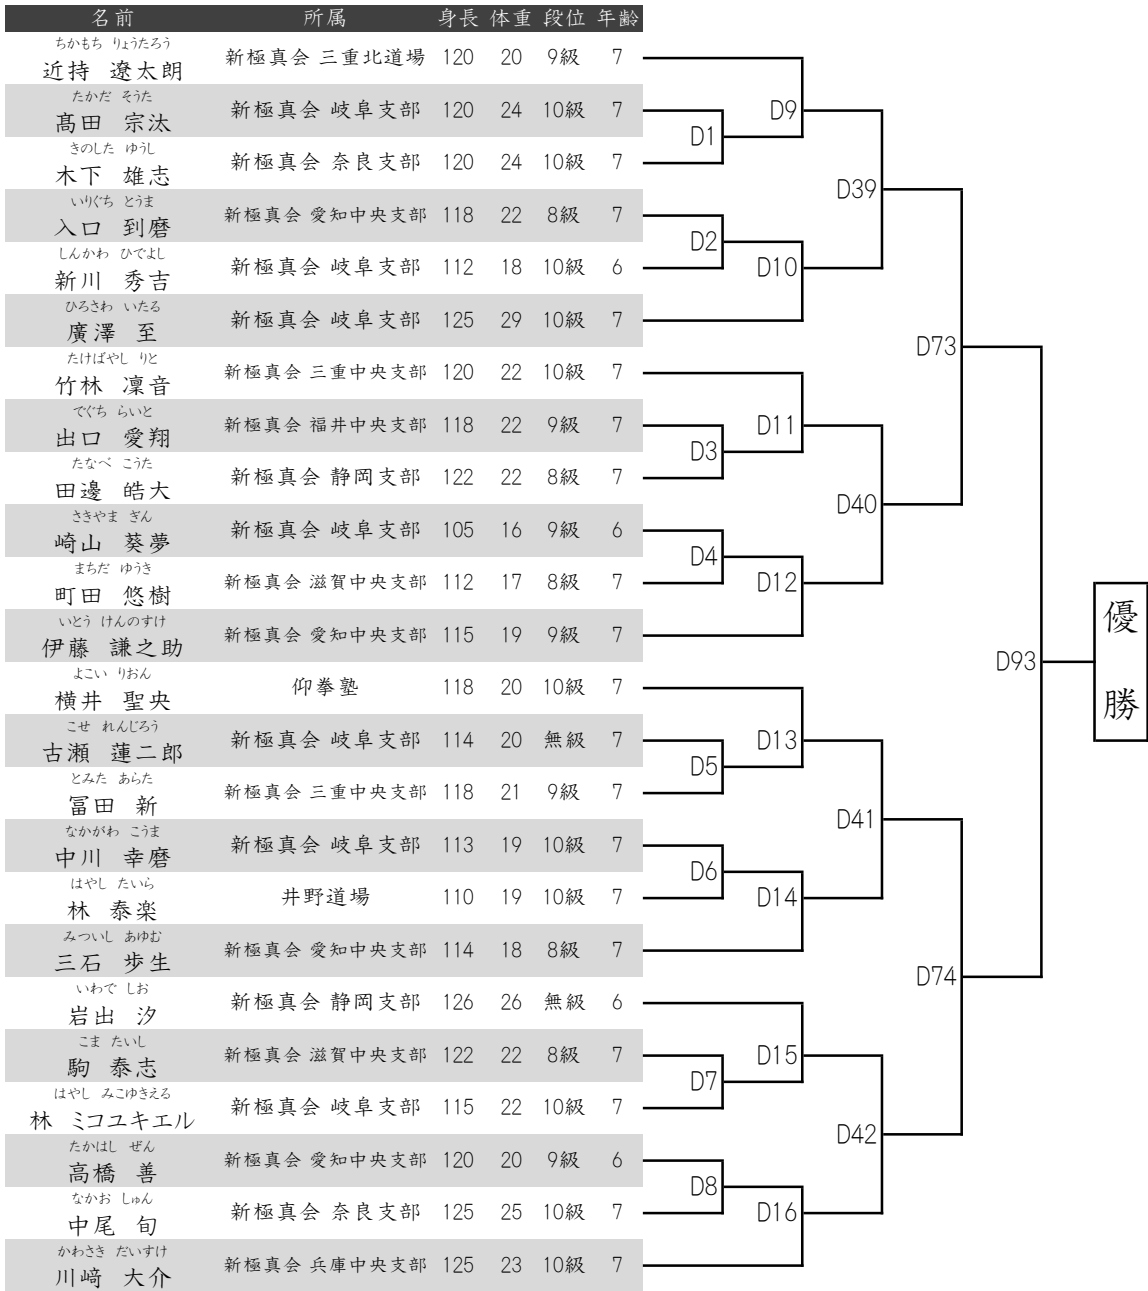 名前 所属 身長 体重 段位 年齢
ちかもち りょうたろう
近持 遼太朗 新極真会 三重北道場 120 20 9級 7
たかだ そうた
髙田 宗汰 新極真会 岐阜支部 120 24 10級 7
きのした ゆうし
木下 雄志 新極真会 奈良支部 120 24 10級 7
いりぐち とうま
入口 到磨 新極真会 愛知中央支部 118 22 8級 7
しんかわ ひでよし
新川 秀吉 新極真会 岐阜支部 112 18 10級 6
ひろさわ いたる
廣澤 至 新極真会 岐阜支部 125 29 10級 7
たけばやし りと
竹林 凜音 新極真会 三重中央支部 120 22 10級 7
でぐち らいと
出口 愛翔 新極真会 福井中央支部 118 22 9級 7
たなべ こうた
田邊 皓大 新極真会 静岡支部 122 22 8級 7
さきやま ぎん
崎山 葵夢 新極真会 岐阜支部 105 16 9級 6
まちだ ゆうき
町田 悠樹 新極真会 滋賀中央支部 112 17 8級 7
いとう けんのすけ
伊藤 謙之助 新極真会 愛知中央支部 115 19 9級 7
よこい りおん
横井 聖央 仰拳塾 118 20 10級 7
こせ れんじろう
古瀬 蓮二郎 新極真会 岐阜支部 114 20 無級 7
とみた あらた
冨田 新 新極真会 三重中央支部 118 21 9級 7
なかがわ こうま
中川 幸磨 新極真会 岐阜支部 113 19 10級 7
はやし たいら
林 泰楽 井野道場 110 19 10級 7
みついし あゆむ
三石 歩生 新極真会 愛知中央支部 114 18 8級 7
いわで しお
岩出 汐 新極真会 静岡支部 126 26 無級 6
こま たいし
駒 泰志 新極真会 滋賀中央支部 122 22 8級 7
はやし みこゆきえる
林 ミコユキエル 新極真会 岐阜支部 115 22 10級 7
たかはし ぜん
高橋 善 新極真会 愛知中央支部 120 20 9級 6
なかお しゅん
中尾 旬 新極真会 奈良支部 125 25 10級 7
かわさき だいすけ
川﨑 大介 新極真会 兵庫中央支部 125 23 10級 7
D1
D2
D3
D4
D5
D6
D7
D8
D9
D10
D11
D12
D13
D14
D15
D16
D39
D40
D41
D42
D73
D74
D93
優勝